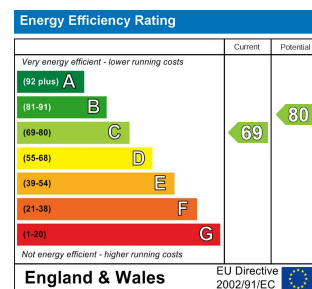 Energy Efficiency Rating
Current Potential
Very energy efficient - lower running costs
(92 plus) A
(81-91) B
(69-80) C
(55-68) D
(39-54) E
(21-38) F
(1-20) G
69
80
Not energy efficient - higher running costs
England & Wales
EU Directive
2002/91/EC